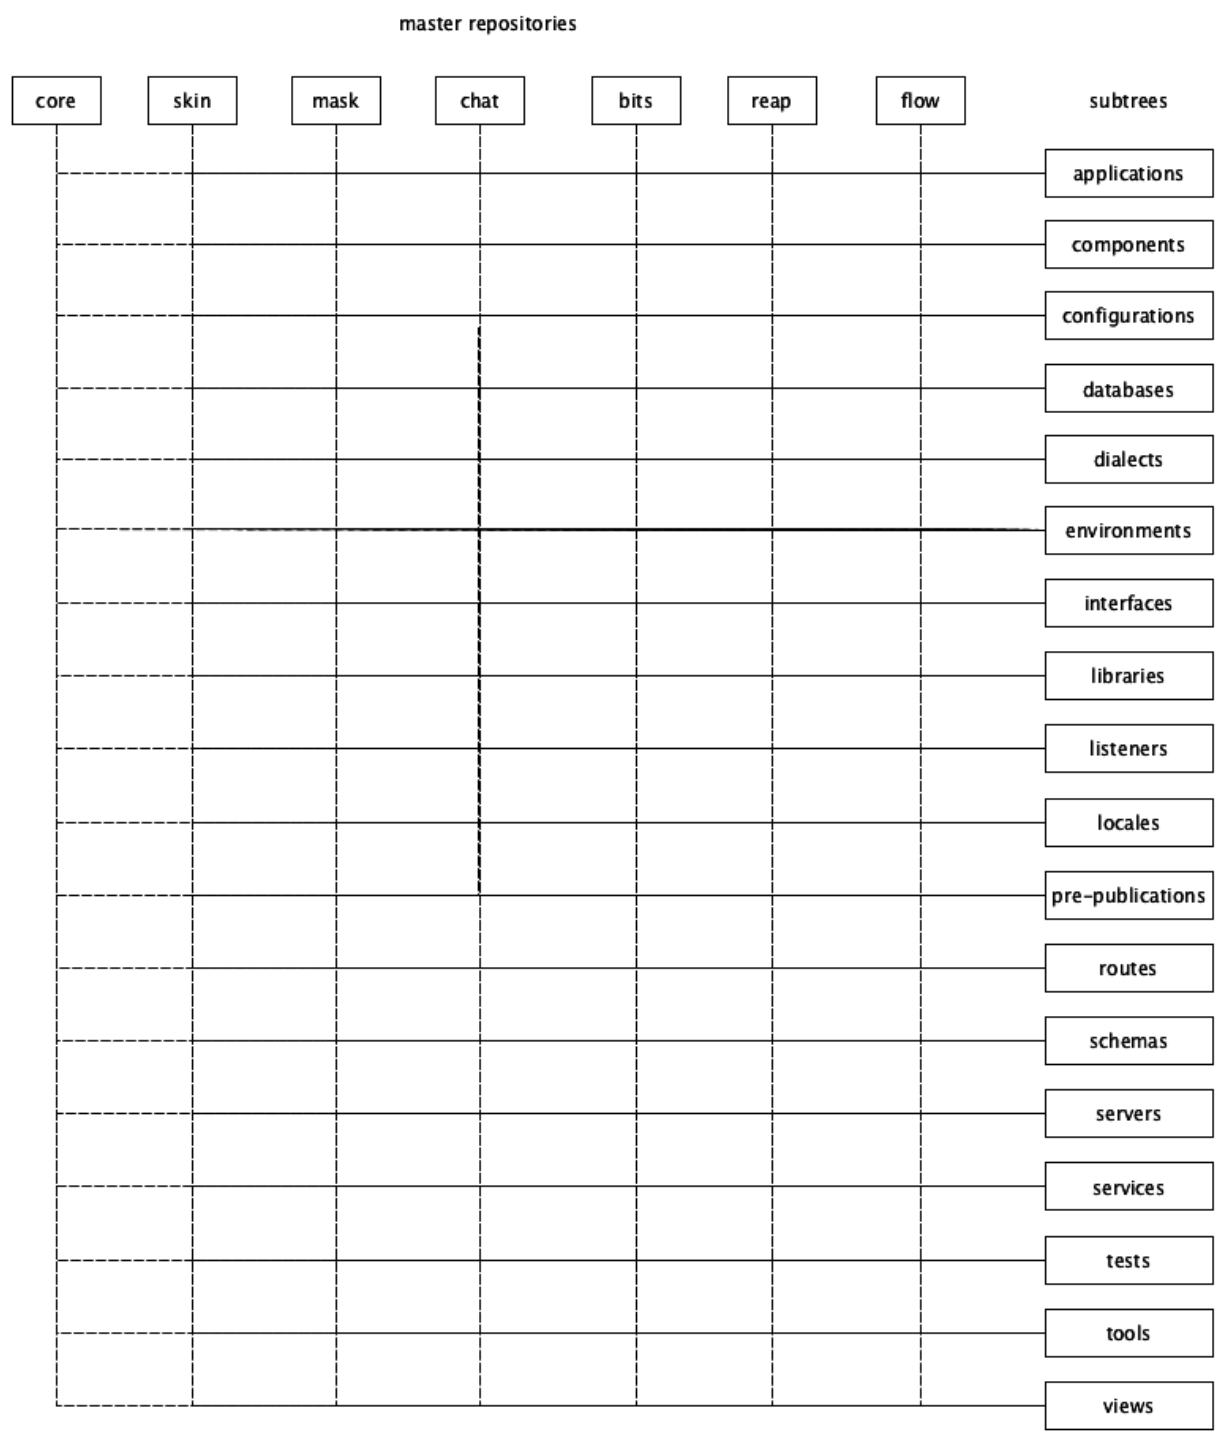 master repositories
core
skin
mask
chat
bits
reap
flow
subtrees
applications
components
configurations
databases
dialects
environments
interfaces
libraries
listeners
locales
pre-publications
routes
schemas
servers
services
tests
tools
views